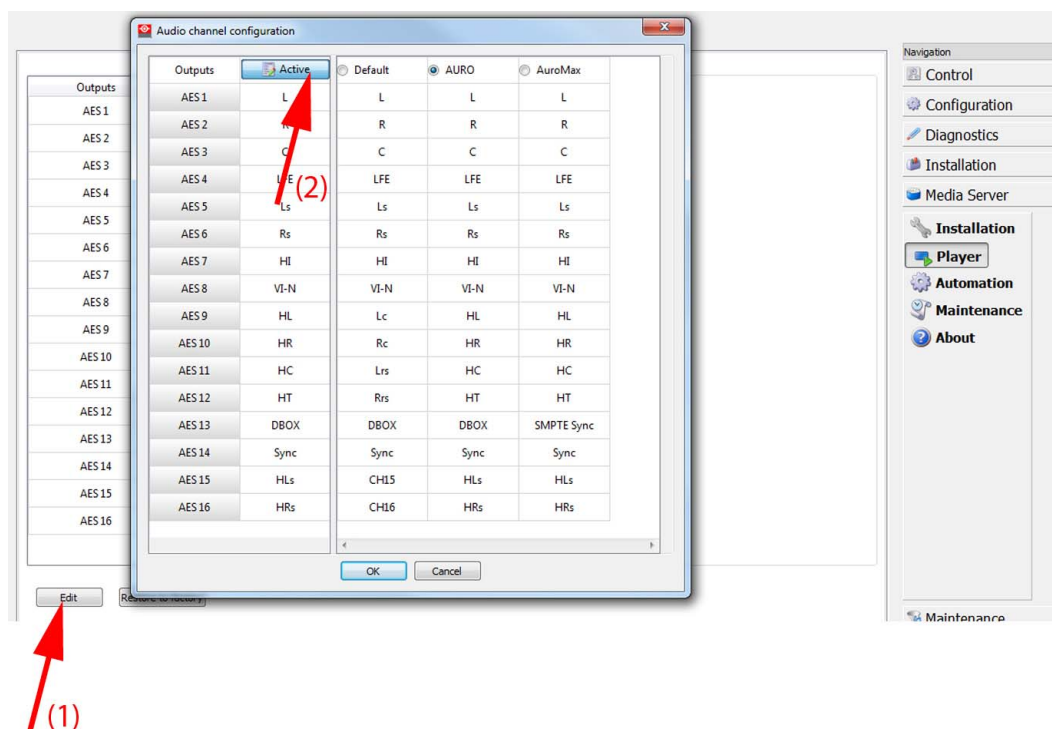 Audio channel configuration
Navigation
Control
Configuration
Diagnostics
Installation
Media Server
Installation
Player
Automation
Maintenance
About
Maintenance
Outputs
AES 1
AES 2
AES 3
AES 4
AES 5
AES 6
AES 7
AES 8
AES 9
AES 10
AES 11
AES 12
AES 13
AES 14
AES 15
AES 16
Outputs Active Default AURO AuroMax
AES 1 L L L L
AES 2 R R R R
AES 3 C C C C
AES 4 LFE LFE LFE LFE
AES 5 Ls Ls Ls Ls
AES 6 Rs Rs Rs Rs
AES 7 HI HI HI HI
AES 8 VI-N VI-N VI-N VI-N
AES 9 HL Lc HL HL
AES 10 HR Rc HR HR
AES 11 HC Lrs HC HC
AES 12 HT Rrs HT HT
AES 13 DBOX DBOX DBOX SMPTE Sync
AES 14 Sync Sync Sync Sync
AES 15 HLs CH15 HLs HLs
AES 16 HRs CH16 HRs HRs
(2)
OK Cancel
Edit Restore to factory
(1)